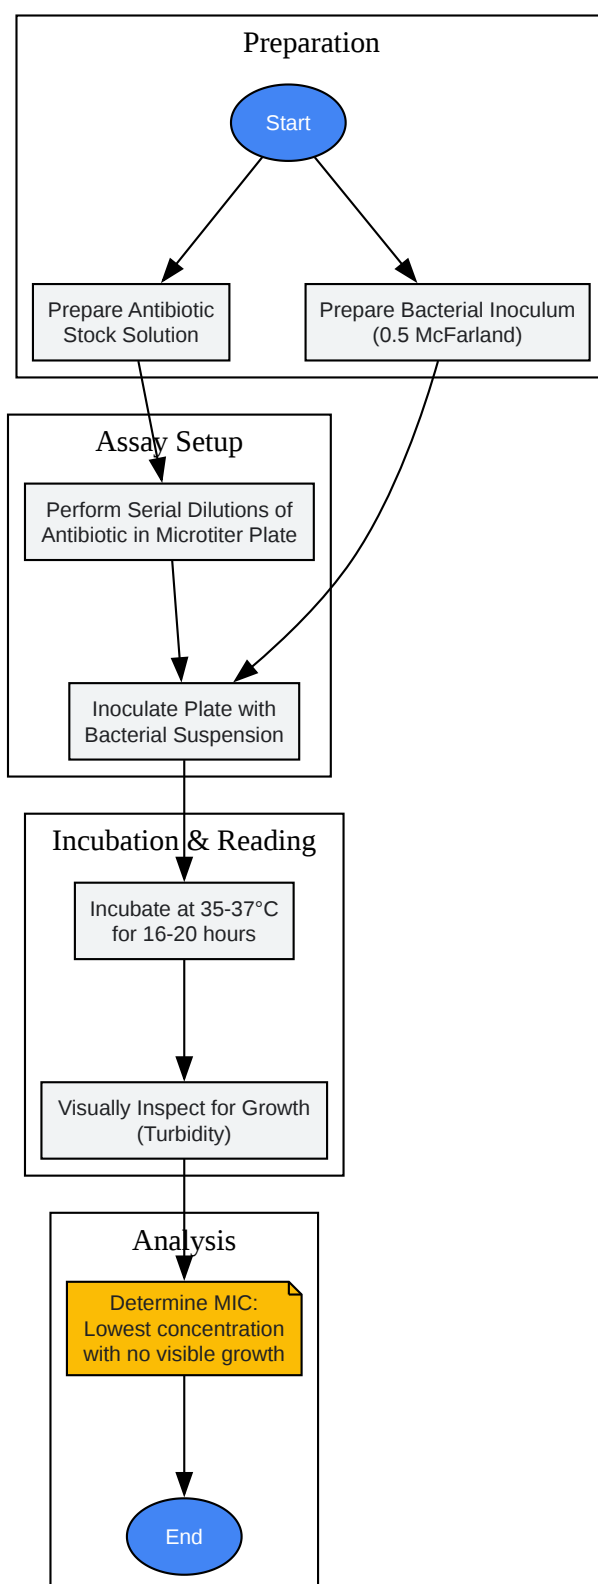 Preparation
Start
Prepare Antibiotic
Stock Solution
Prepare Bacterial Inoculum
(0.5 McFarland)
Assay Setup
Perform Serial Dilutions of
Antibiotic in Microtiter Plate
Inoculate Plate with
Bacterial Suspension
Incubation & Reading
Incubate at 35-37°C
for 16-20 hours
Visually Inspect for Growth
(Turbidity)
Analysis
Determine MIC:
Lowest concentration
with no visible growth
End